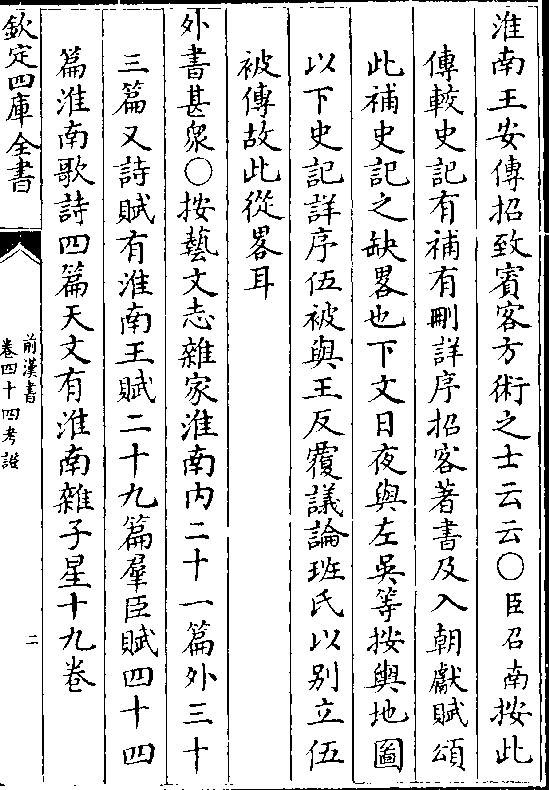 淮南王安傳招致賓客方術之士云云○臣召南按此
傳較史記有補有刪詳序招客著書及入朝獻賦頌
此補史記之缺畧也下文日夜與左吳等按輿地圖
以下史記詳序伍被與王反覆議論班氏以別立伍
被傳故此從畧耳
外書甚衆○按藝文志雜家淮南内二十一篇外三十
三篇又詩賦有淮南王賦二十九篇羣臣賦四十四
篇淮南歌詩四篇天文有淮南雜子星十九卷
欽定四庫全書
前漢書
卷四十四考證
二